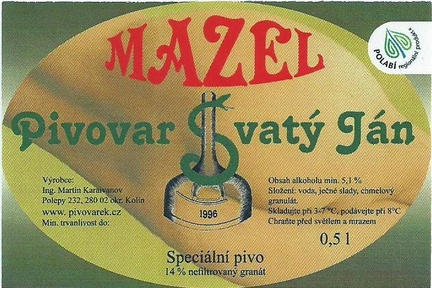 MAZEL
POLABÍ
regionální produkt
Pivovar Svatý Ján
Výrobce:
Ing. Martin Karaivanov
Polepy 232, 280 02 okr. Kolín
www. pivovarek.cz
Min. trvanlivost do:
1996
Obsah alkoholu min. 5,1 %
Složení: voda, ječné slady, chmelový
granulát.
Skladujte při 3-7 °C, podávejte při 8°C
Chraňte před světlem a mrazem
0,5 l
Speciální pivo
14 % nefiltrovaný granát